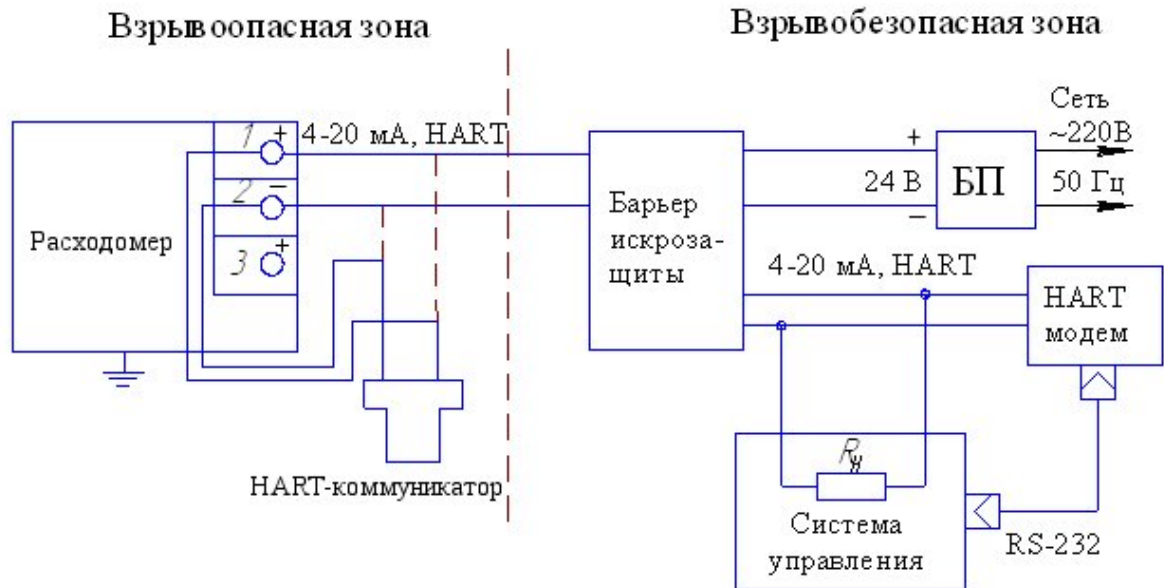 Взрывоопасная зона
Взрывобезопасная зона
Расходомер
1 +
2 −
3 +
4-20 мА, HART
HART-коммуникатор
Барьер
искроза-
щиты
+
24 В
−
БП
Сеть
~220В
50 Гц
4-20 мА, HART
HART
модем
Rн
Система
управления
RS-232